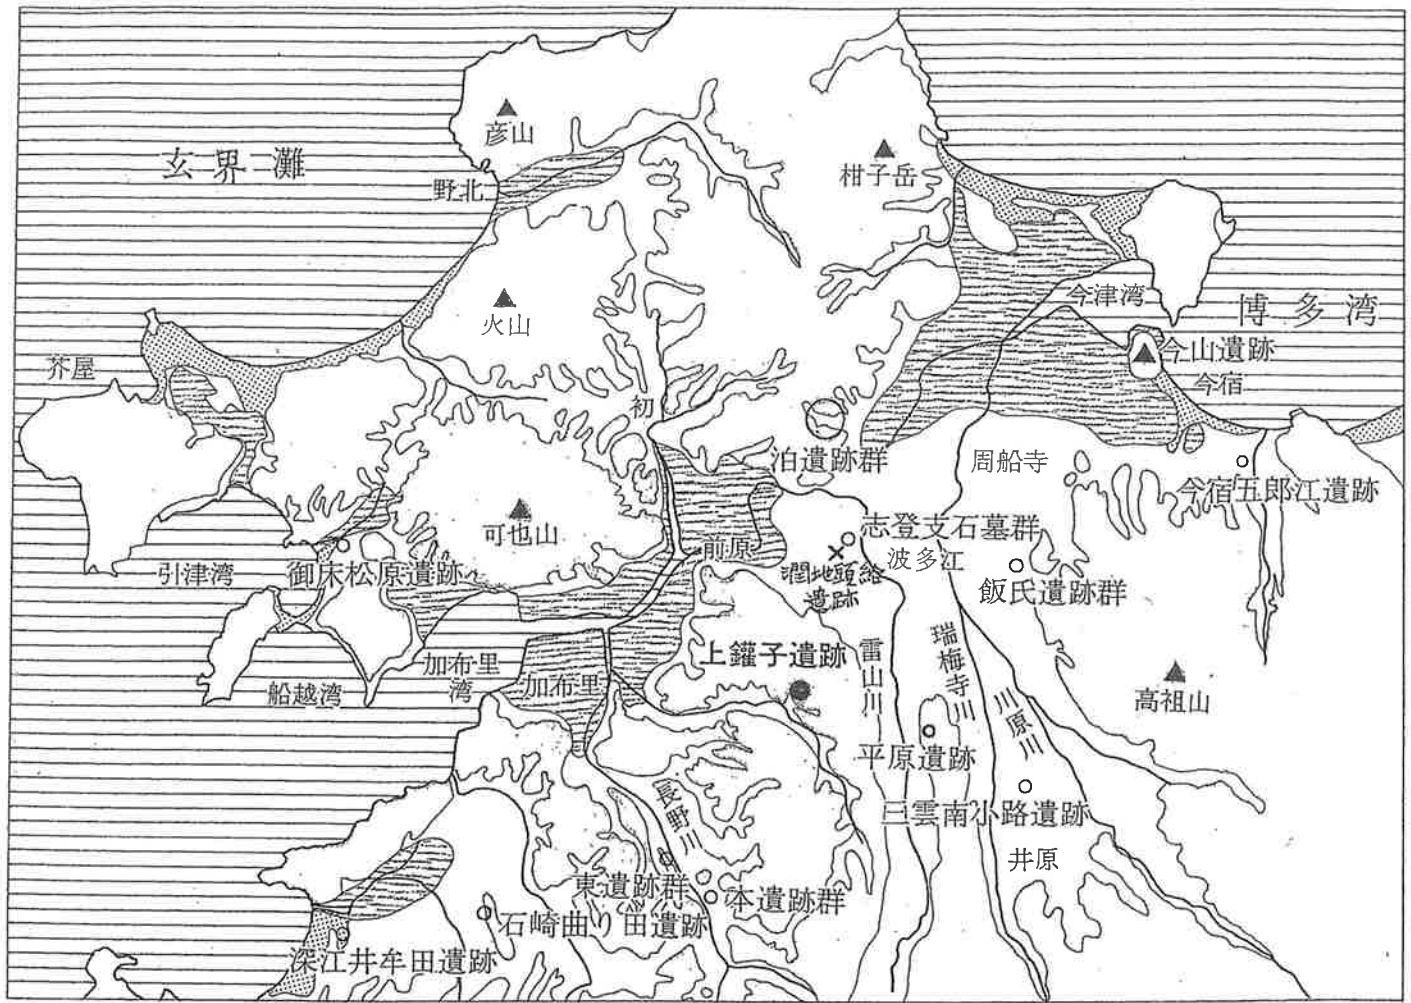 彦山
玄界灘
野北
柑子岳
火山
今津湾
博多湾
今山遺跡
今宿
芥屋
初
泊遺跡群
周船寺
今宿五郎江遺跡
可也山
前原
志登支石墓群
波多江
潤地頭給
遺跡
飯氏遺跡群
引津湾
御床松原遺跡
加布里
湾
船越湾
加布里
上鑵子遺跡
雷山川
瑞梅寺川
川原川
高祖山
平原遺跡
三雲南小路遺跡
長野川
井原
東遺跡群
本遺跡群
石崎曲り田遺跡
深江井牟田遺跡